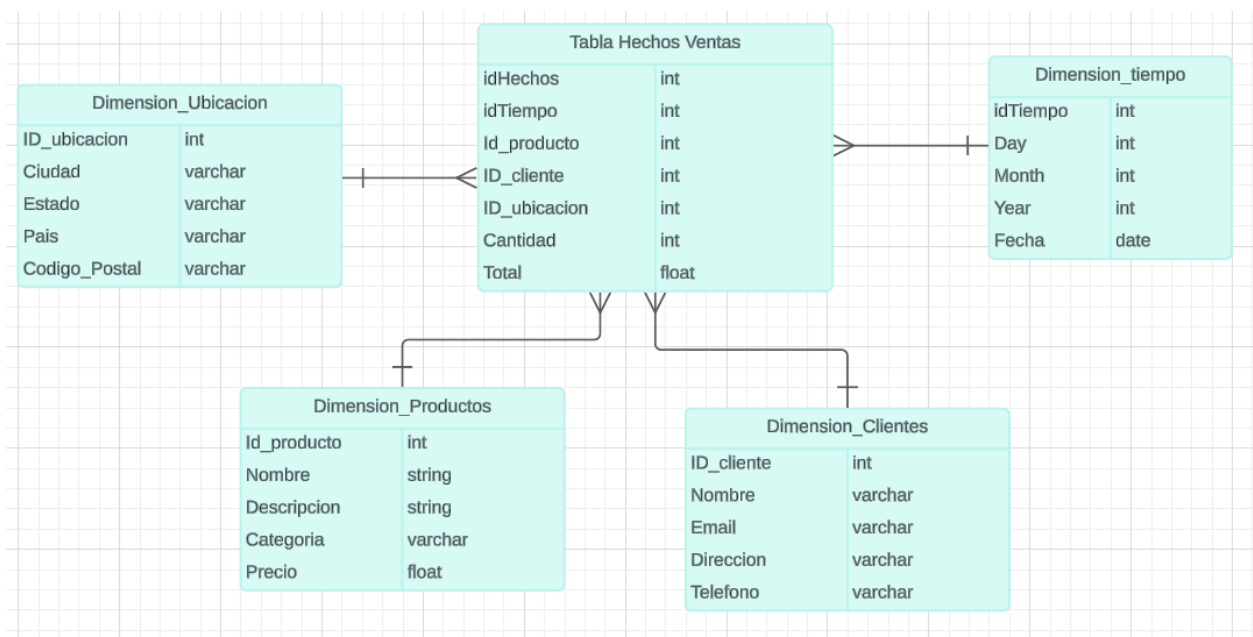 Tabla Hechos Ventas
idHechos int
idTiempo int
Id_producto int
ID_cliente int
ID_ubicacion int
Cantidad int
Total float
Dimension_Ubicacion
ID_ubicacion int
Ciudad varchar
Estado varchar
Pais varchar
Codigo_Postal varchar
Dimension_tiempo
idTiempo int
Day int
Month int
Year int
Fecha date
Dimension_Productos
Id_producto int
Nombre string
Descripcion string
Categoria varchar
Precio float
Dimension_Clientes
ID_cliente int
Nombre varchar
Email varchar
Direccion varchar
Telefono varchar